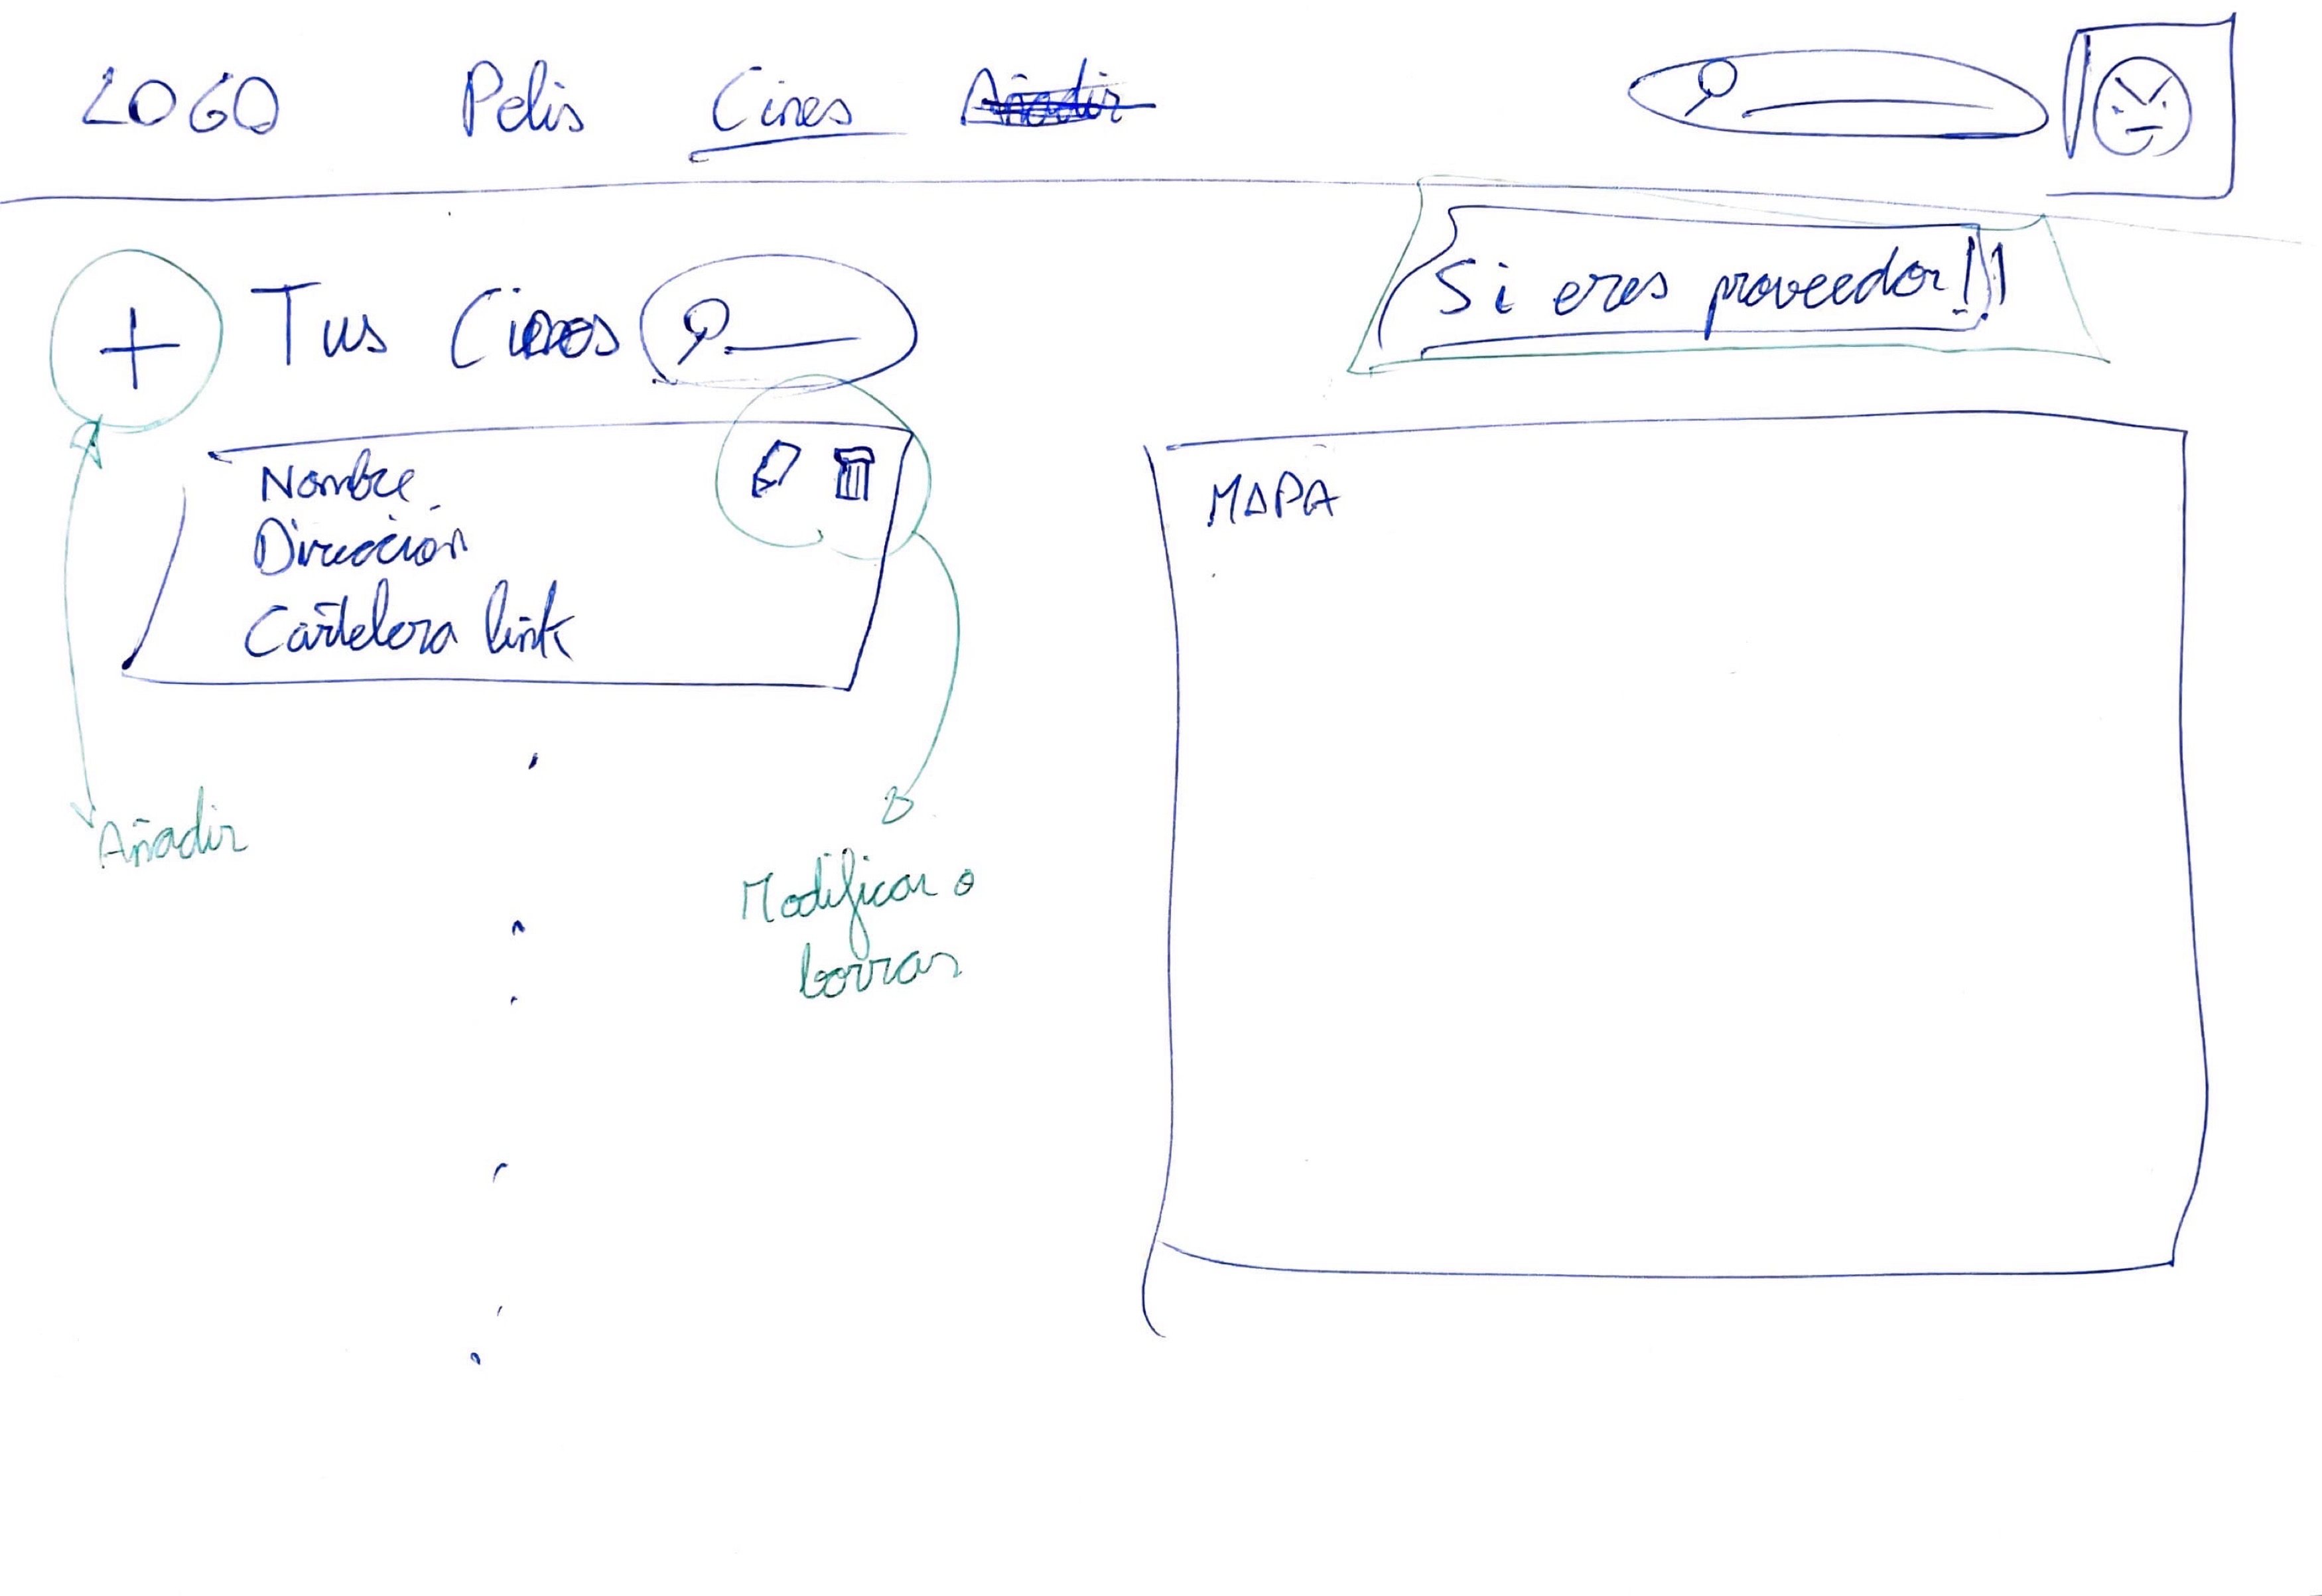 LOGO Pelis Cines Añadir
Si eres proveedor!!
+ Tus Cines
Nombre
Dirección
Cartelera link
MAPA
Añadir
Modificar o
borrar